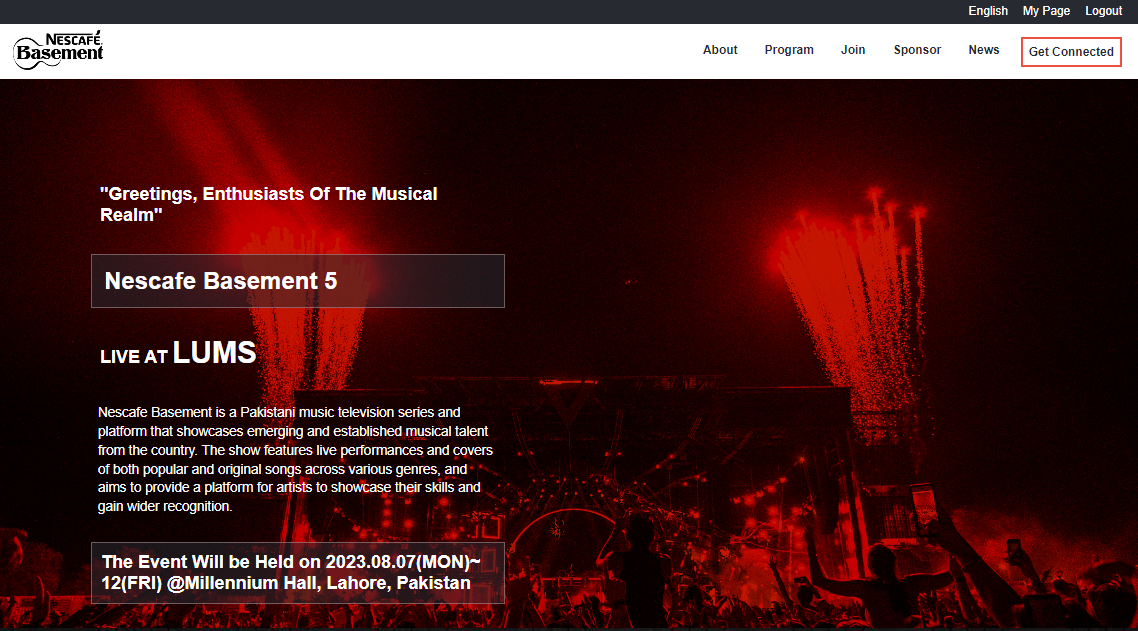 English My Page Logout
NESCAFÉ.
Basement
About Program Join Sponsor News Get Connected
"Greetings, Enthusiasts Of The Musical
Realm"
Nescafe Basement 5
LIVE AT LUMS
Nescafe Basement is a Pakistani music television series and
platform that showcases emerging and established musical talent
from the country. The show features live performances and covers
of both popular and original songs across various genres, and
aims to provide a platform for artists to showcase their skills and
gain wider recognition.
The Event Will be Held on 2023.08.07(MON)~
12(FRI) @Millennium Hall, Lahore, Pakistan